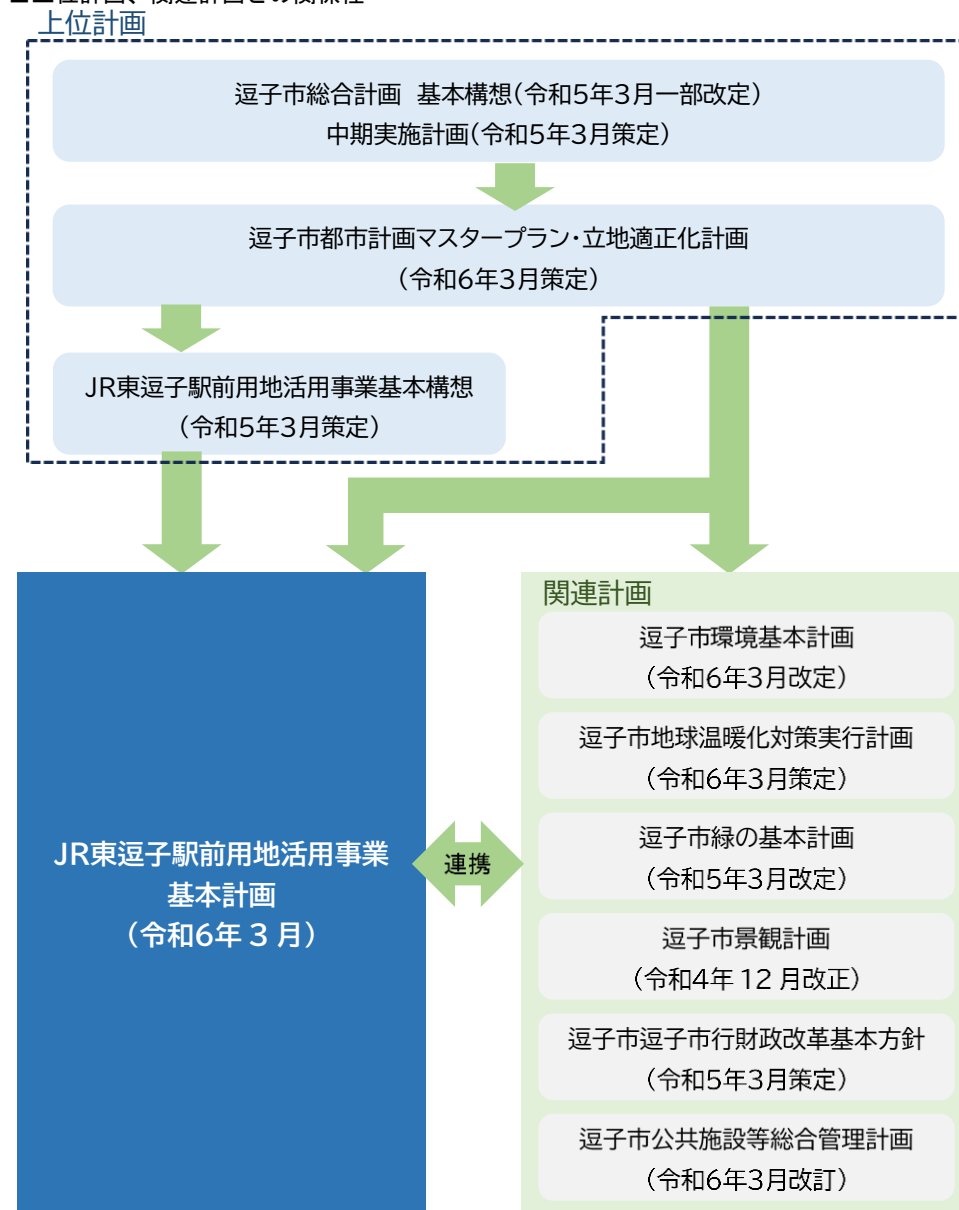 上位計画
逗子市総合計画 基本構想(令和5年3月一部改定)
中期実施計画(令和5年3月策定)
逗子市都市計画マスタープラン・立地適正化計画
(令和6年3月策定)
JR東逗子駅前用地活用事業基本構想
(令和5年3月策定)
JR東逗子駅前用地活用事業
基本計画
(令和6年3月)
連携
関連計画
逗子市環境基本計画
(令和6年3月改定)
逗子市地球温暖化対策実行計画
(令和6年3月策定)
逗子市緑の基本計画
(令和5年3月改定)
逗子市景観計画
(令和4年 12 月改正)
逗子市逗子市行財政改革基本方針
(令和5年3月策定)
逗子市公共施設等総合管理計画
(令和6年3月改訂)